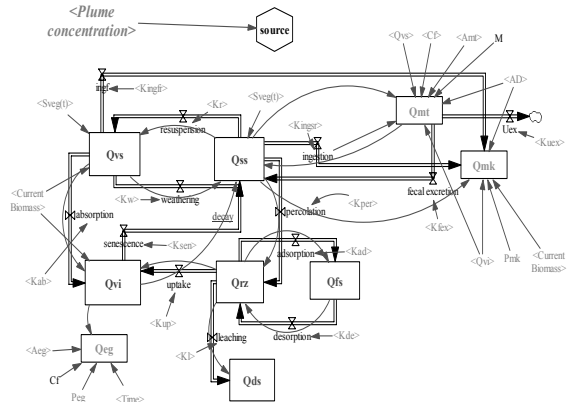 <Plume
concentration>
source
<Qvs>
<Cf>
<Amt>
M
ingf
<Kingfr>
<AD>
<Sveg(t)>
<Kr>
<Sveg(t)>
Qmt
resuspension
<Kingsr>
Uex
<Kuex>
Qvs
Qss
ingestion
Qmk
<Current
Biomass>
<Kw>
weathering
fecal excretion
absorption
decay
percolation
<Kper>
<Kfex>
senescence
<Ksen>
adsorption
<Kad>
<Qvi>
Pmk
<Current
Biomass>
<Kab>
Qvi
uptake
Qrz
Qfs
<Kup>
leaching
desorption
<Kde>
<Aeg>
Qeg
<Kl>
Cf
Qds
Peg
<Time>